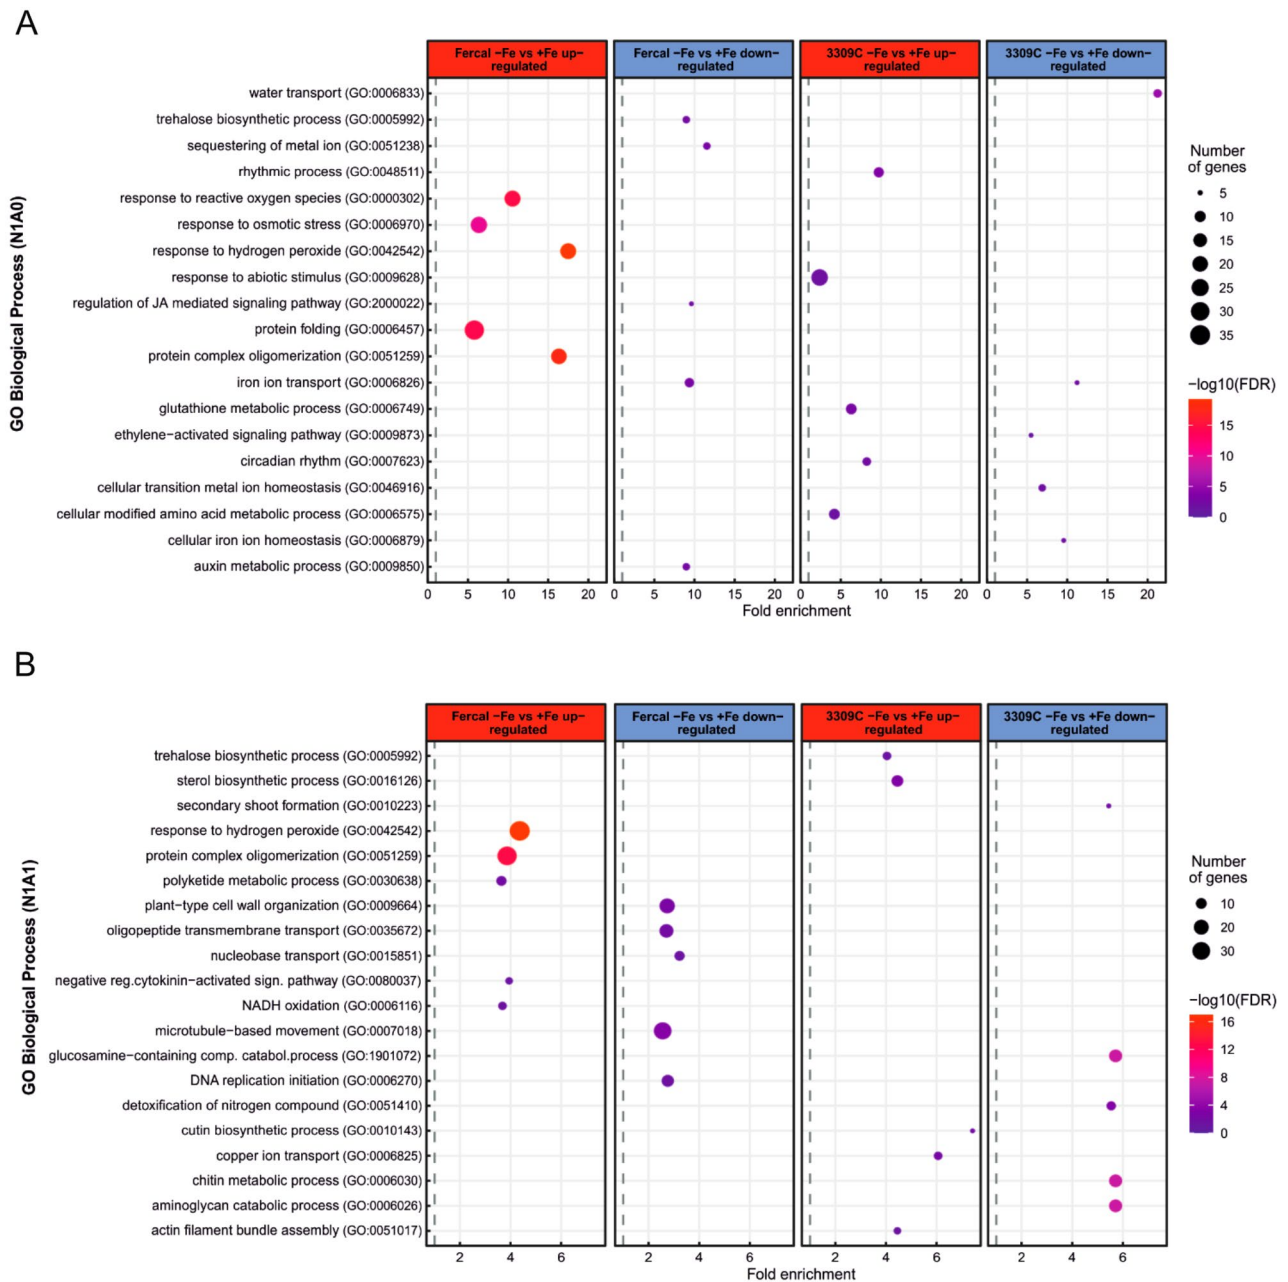 A
Fercal −Fe vs +Fe up−
regulated
Fercal −Fe vs +Fe down−
regulated
3309C −Fe vs +Fe up−
regulated
3309C −Fe vs +Fe down−
regulated
GO Biological Process (N1A0)
water transport (GO:0006833)
trehalose biosynthetic process (GO:0005992)
sequestering of metal ion (GO:0051238)
rhythmic process (GO:0048511)
response to reactive oxygen species (GO:0000302)
response to osmotic stress (GO:0006970)
response to hydrogen peroxide (GO:0042542)
response to abiotic stimulus (GO:0009628)
regulation of JA mediated signaling pathway (GO:2000022)
protein folding (GO:0006457)
protein complex oligomerization (GO:0051259)
iron ion transport (GO:0006826)
glutathione metabolic process (GO:0006749)
ethylene−activated signaling pathway (GO:0009873)
circadian rhythm (GO:0007623)
cellular transition metal ion homeostasis (GO:0046916)
cellular modified amino acid metabolic process (GO:0006575)
cellular iron ion homeostasis (GO:0006879)
auxin metabolic process (GO:0009850)
0 5 10 15 20 0 5 10 15 20 0 5 10 15 20 0 5 10 15 20
Fold enrichment
Number
of genes
5
10
15
20
25
30
35
−log10(FDR)
15
10
5
0
B
Fercal −Fe vs +Fe up−
regulated
Fercal −Fe vs +Fe down−
regulated
3309C −Fe vs +Fe up−
regulated
3309C −Fe vs +Fe down−
regulated
GO Biological Process (N1A1)
trehalose biosynthetic process (GO:0005992)
sterol biosynthetic process (GO:0016126)
secondary shoot formation (GO:0010223)
response to hydrogen peroxide (GO:0042542)
protein complex oligomerization (GO:0051259)
polyketide metabolic process (GO:0030638)
plant−type cell wall organization (GO:0009664)
oligopeptide transmembrane transport (GO:0035672)
nucleobase transport (GO:0015851)
negative reg.cytokinin−activated sign. pathway (GO:0080037)
NADH oxidation (GO:0006116)
microtubule−based movement (GO:0007018)
glucosamine−containing comp. catabol.process (GO:1901072)
DNA replication initiation (GO:0006270)
detoxification of nitrogen compound (GO:0051410)
cutin biosynthetic process (GO:0010143)
copper ion transport (GO:0006825)
chitin metabolic process (GO:0006030)
aminoglycan catabolic process (GO:0006026)
actin filament bundle assembly (GO:0051017)
2 4 6 2 4 6 2 4 6 2 4 6
Fold enrichment
Number
of genes
10
20
30
−log10(FDR)
16
12
8
4
0